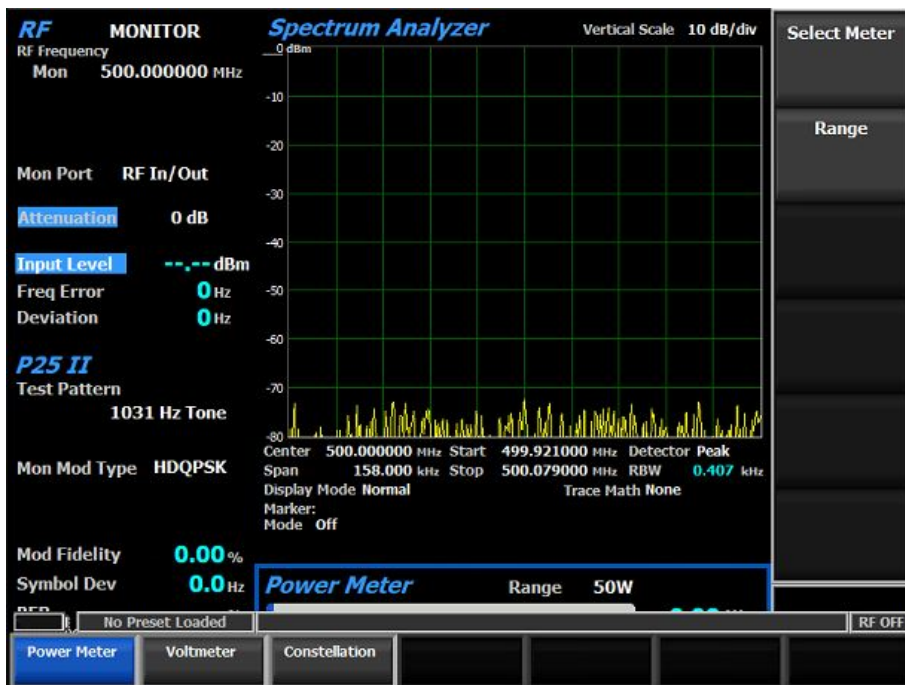 RF MONITOR
RF Frequency
Mon 500.000000 MHz
Mon Port RF In/Out
Attenuation 0 dB
Input Level --.-- dBm
Freq Error 0 Hz
Deviation 0 Hz
P25 II
Test Pattern
1031 Hz Tone
Mon Mod Type HDQPSK
Mod Fidelity 0.00 %
Symbol Dev 0.0 Hz
Spectrum Analyzer Vertical Scale 10 dB/div
0 dBm
-10
-20
-30
-40
-50
-60
-70
-80
Center 500.000000 MHz Start 499.921000 MHz Detector Peak
Span 158.000 kHz Stop 500.079000 MHz RBW 0.407 kHz
Display Mode Normal Trace Math None
Marker:
Mode Off
Power Meter Range 50W
Select Meter
Range
No Preset Loaded
RF OFF
Power Meter Voltmeter Constellation